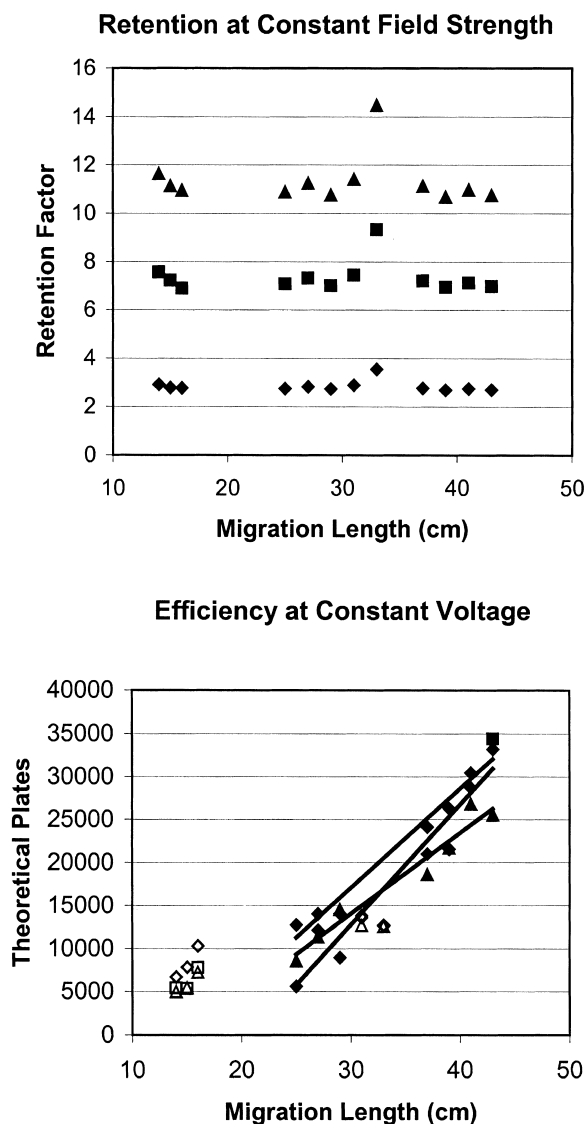 Retention at Constant Field Strength
16
14
12
10
8
6
4
2
0
Retention Factor
10 20 30 40 50
Migration Length (cm)
Efficiency at Constant Voltage
40000
35000
30000
25000
20000
15000
10000
5000
0
Theoretical Plates
10 20 30 40 50
Migration Length (cm)